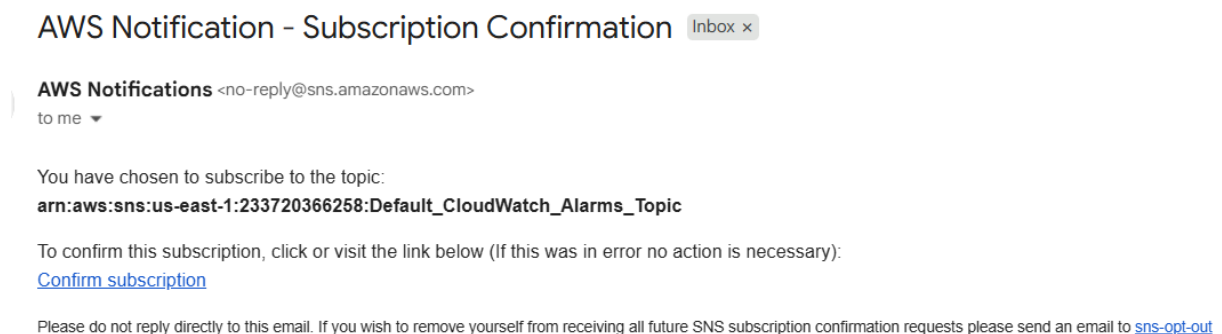 AWS Notification - Subscription Confirmation Inbox ×
AWS Notifications <no-reply@sns.amazonaws.com>
to me
You have chosen to subscribe to the topic:
arn:aws:sns:us-east-1:233720366258:Default_CloudWatch_Alarms_Topic
To confirm this subscription, click or visit the link below (If this was in error no action is necessary):
Confirm subscription
Please do not reply directly to this email. If you wish to remove yourself from receiving all future SNS subscription confirmation requests please send an email to sns-opt-out